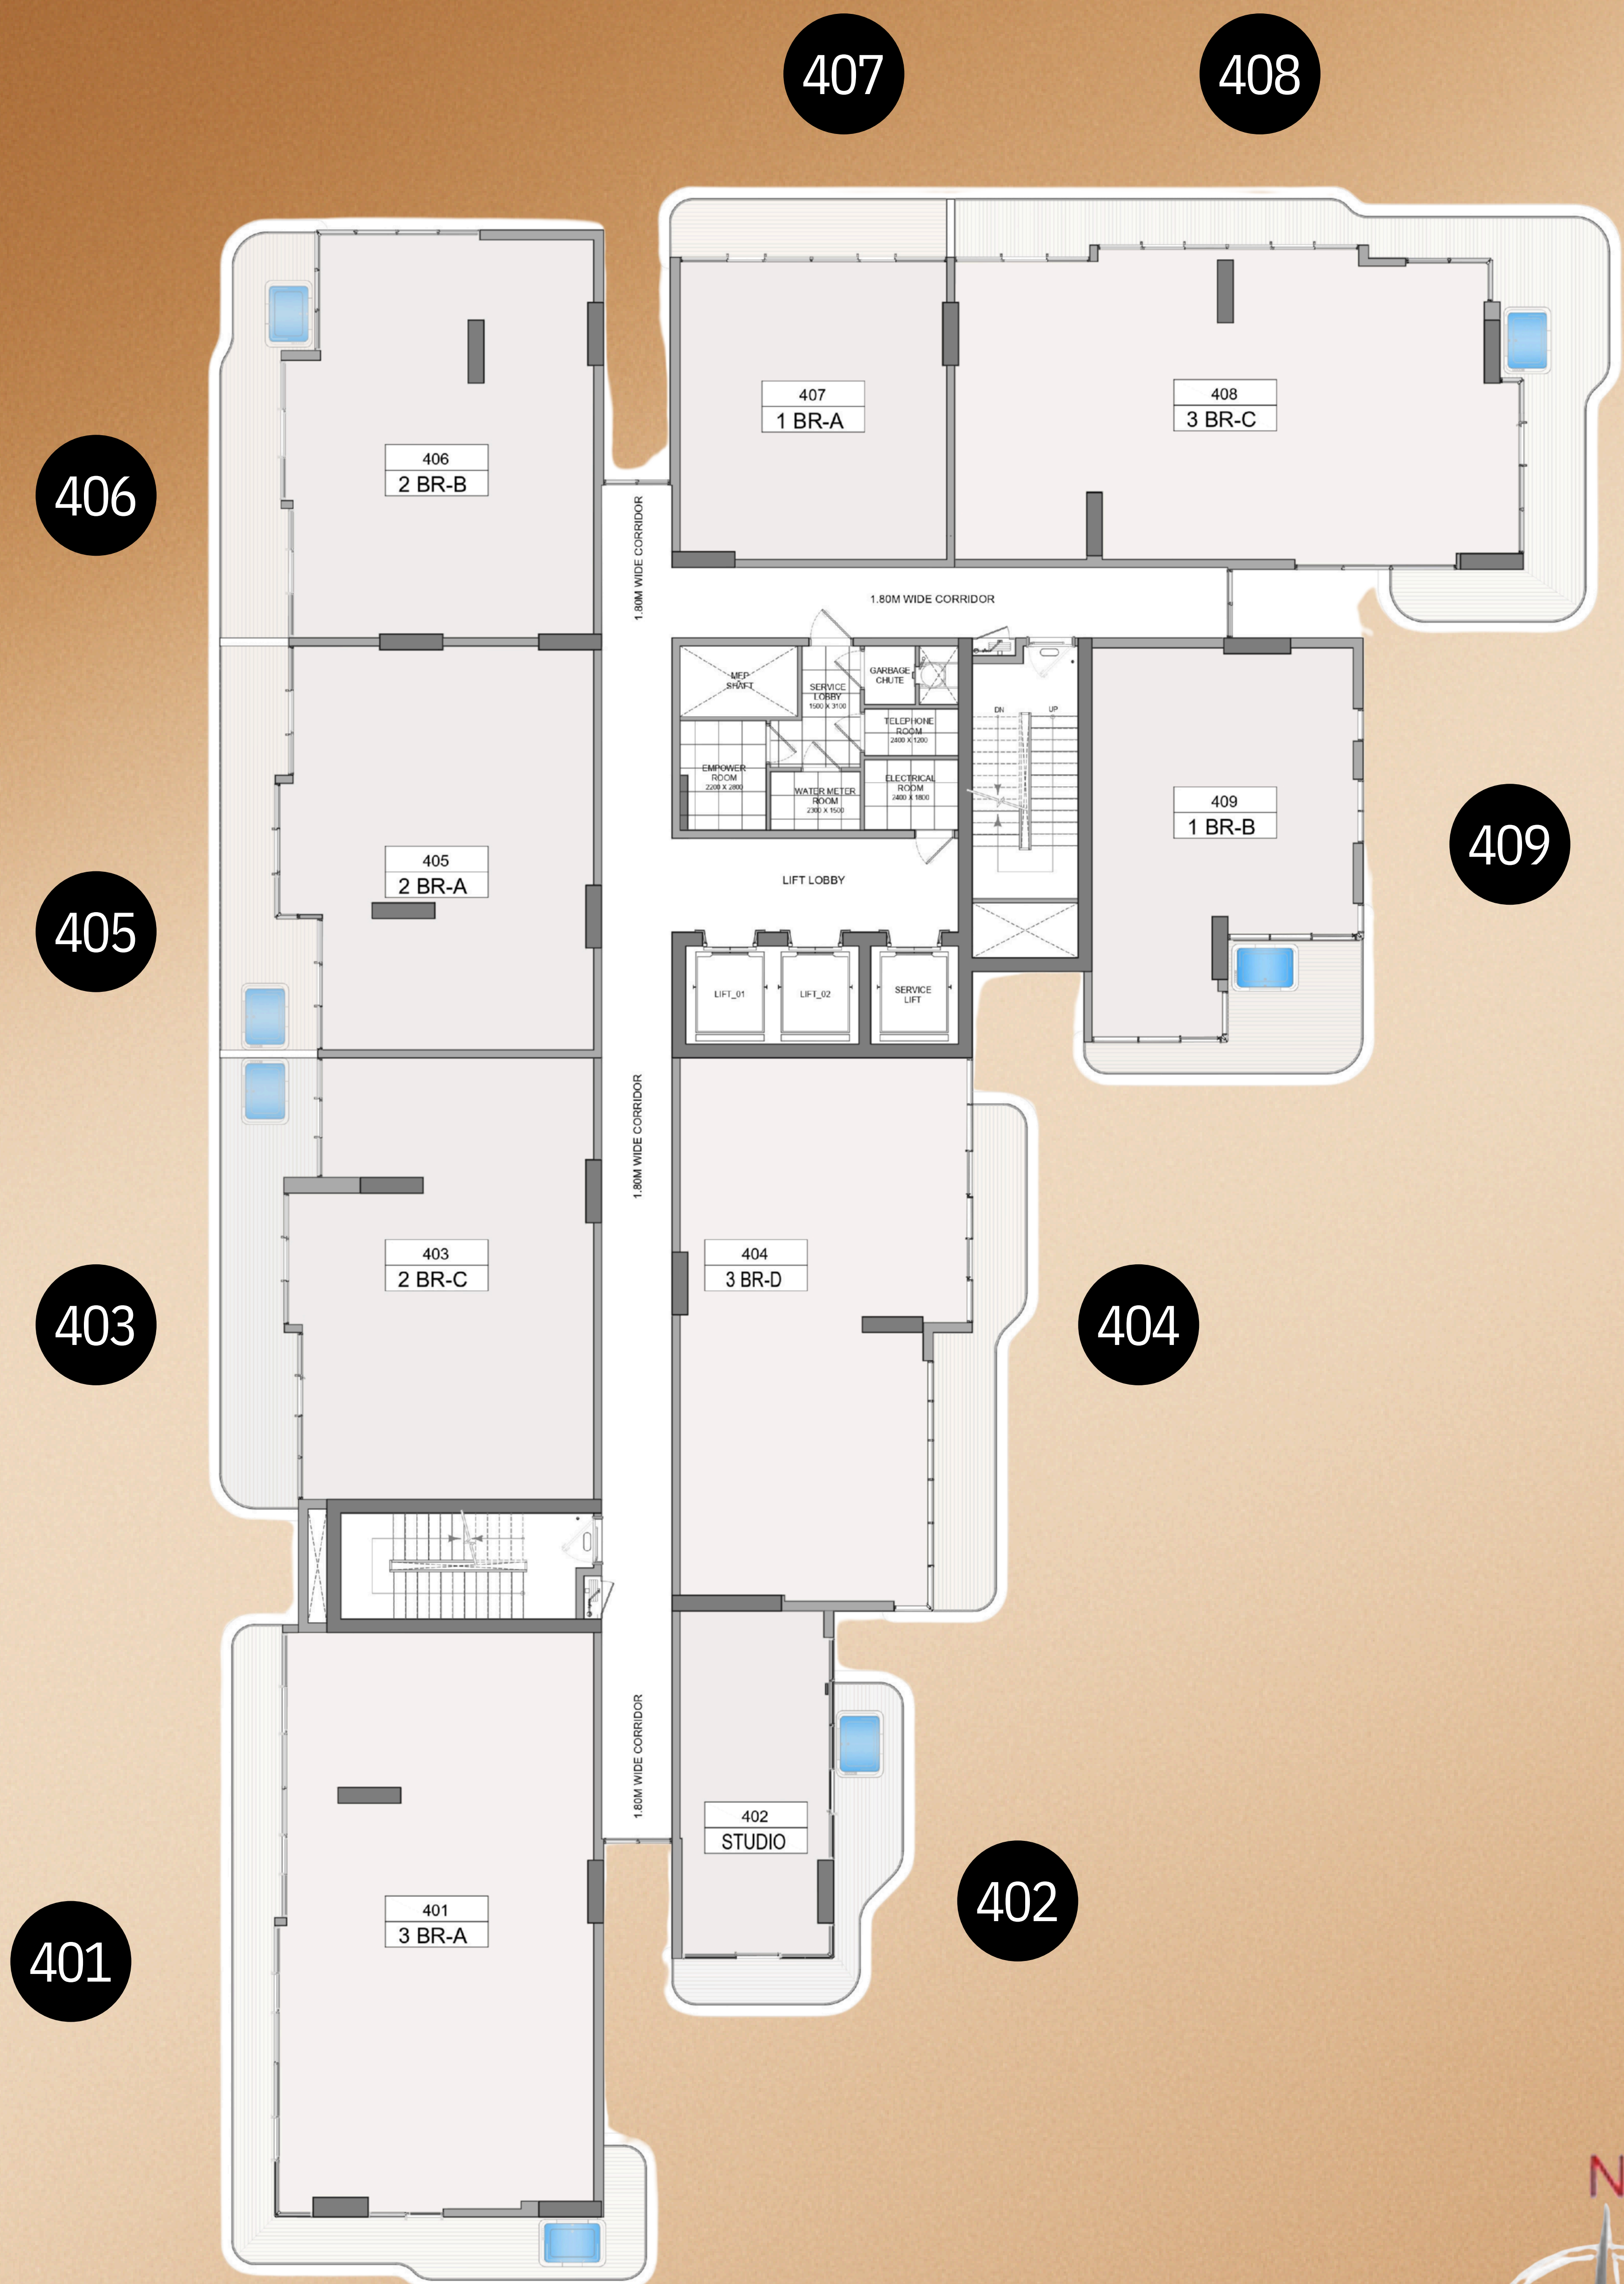 407
408
407
1 BR-A
408
3 BR-C
406
406
2 BR-B
1.80M WIDE CORRIDOR
1.80M WIDE CORRIDOR
MEP
SHAFT
SERVICE
LOBBY
1500 X 3100
GARBAGE
CHUTE
TELEPHONE
ROOM
2400 X 1200
EMPOWER
ROOM
2200 X 2800
WATER METER
ROOM
2300 X 1500
ELECTRICAL
ROOM
2400 X 1800
DN
UP
409
1 BR-B
409
405
405
2 BR-A
LIFT LOBBY
LIFT_01
LIFT_02
SERVICE
LIFT
1.80M WIDE CORRIDOR
403
403
2 BR-C
404
3 BR-D
404
1.80M WIDE CORRIDOR
402
STUDIO
402
401
401
3 BR-A
N